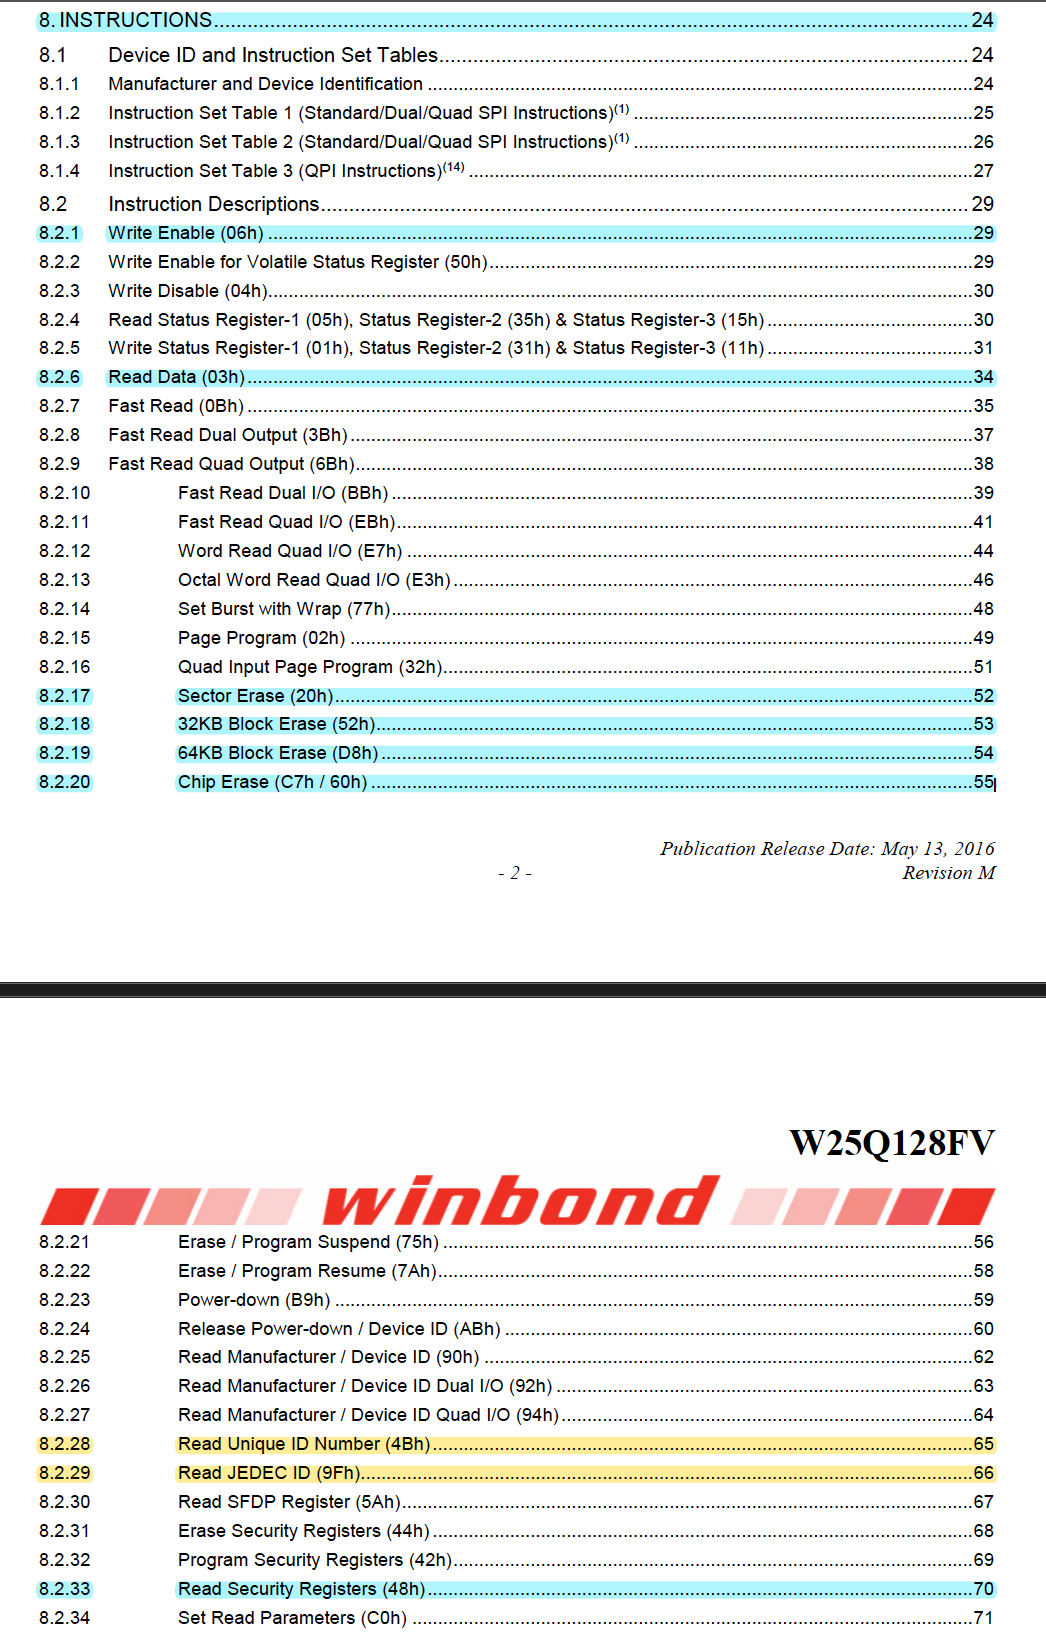 8. INSTRUCTIONS........................................................................24
8.1 Device ID and Instruction Set Tables........................................................................24
8.1.1 Manufacturer and Device Identification ........................................................................24
8.1.2 Instruction Set Table 1 (Standard/Dual/Quad SPI Instructions)(1) ........................................................................25
8.1.3 Instruction Set Table 2 (Standard/Dual/Quad SPI Instructions)(1) ........................................................................26
8.1.4 Instruction Set Table 3 (QPI Instructions)(14) ........................................................................27
8.2 Instruction Descriptions........................................................................29
8.2.1 Write Enable (06h) ........................................................................29
8.2.2 Write Enable for Volatile Status Register (50h)........................................................................29
8.2.3 Write Disable (04h)........................................................................30
8.2.4 Read Status Register-1 (05h), Status Register-2 (35h) & Status Register-3 (15h) ........................................................................30
8.2.5 Write Status Register-1 (01h), Status Register-2 (31h) & Status Register-3 (11h) ........................................................................31
8.2.6 Read Data (03h)........................................................................34
8.2.7 Fast Read (0Bh) ........................................................................35
8.2.8 Fast Read Dual Output (3Bh)........................................................................37
8.2.9 Fast Read Quad Output (6Bh)........................................................................38
8.2.10 Fast Read Dual I/O (BBh) ........................................................................39
8.2.11 Fast Read Quad I/O (EBh)........................................................................41
8.2.12 Word Read Quad I/O (E7h) ........................................................................44
8.2.13 Octal Word Read Quad I/O (E3h)........................................................................46
8.2.14 Set Burst with Wrap (77h)........................................................................48
8.2.15 Page Program (02h) ........................................................................49
8.2.16 Quad Input Page Program (32h)........................................................................51
8.2.17 Sector Erase (20h)........................................................................52
8.2.18 32KB Block Erase (52h)........................................................................53
8.2.19 64KB Block Erase (D8h)........................................................................54
8.2.20 Chip Erase (C7h / 60h) ........................................................................55
Publication Release Date: May 13, 2016
- 2 - Revision M
W25Q128FV
winbond
8.2.21 Erase / Program Suspend (75h) ........................................................................56
8.2.22 Erase / Program Resume (7Ah)........................................................................58
8.2.23 Power-down (B9h) ........................................................................59
8.2.24 Release Power-down / Device ID (ABh) ........................................................................60
8.2.25 Read Manufacturer / Device ID (90h) ........................................................................62
8.2.26 Read Manufacturer / Device ID Dual I/O (92h) ........................................................................63
8.2.27 Read Manufacturer / Device ID Quad I/O (94h)........................................................................64
8.2.28 Read Unique ID Number (4Bh)........................................................................65
8.2.29 Read JEDEC ID (9Fh)........................................................................66
8.2.30 Read SFDP Register (5Ah)........................................................................67
8.2.31 Erase Security Registers (44h) ........................................................................68
8.2.32 Program Security Registers (42h)........................................................................69
8.2.33 Read Security Registers (48h)........................................................................70
8.2.34 Set Read Parameters (C0h) ........................................................................71